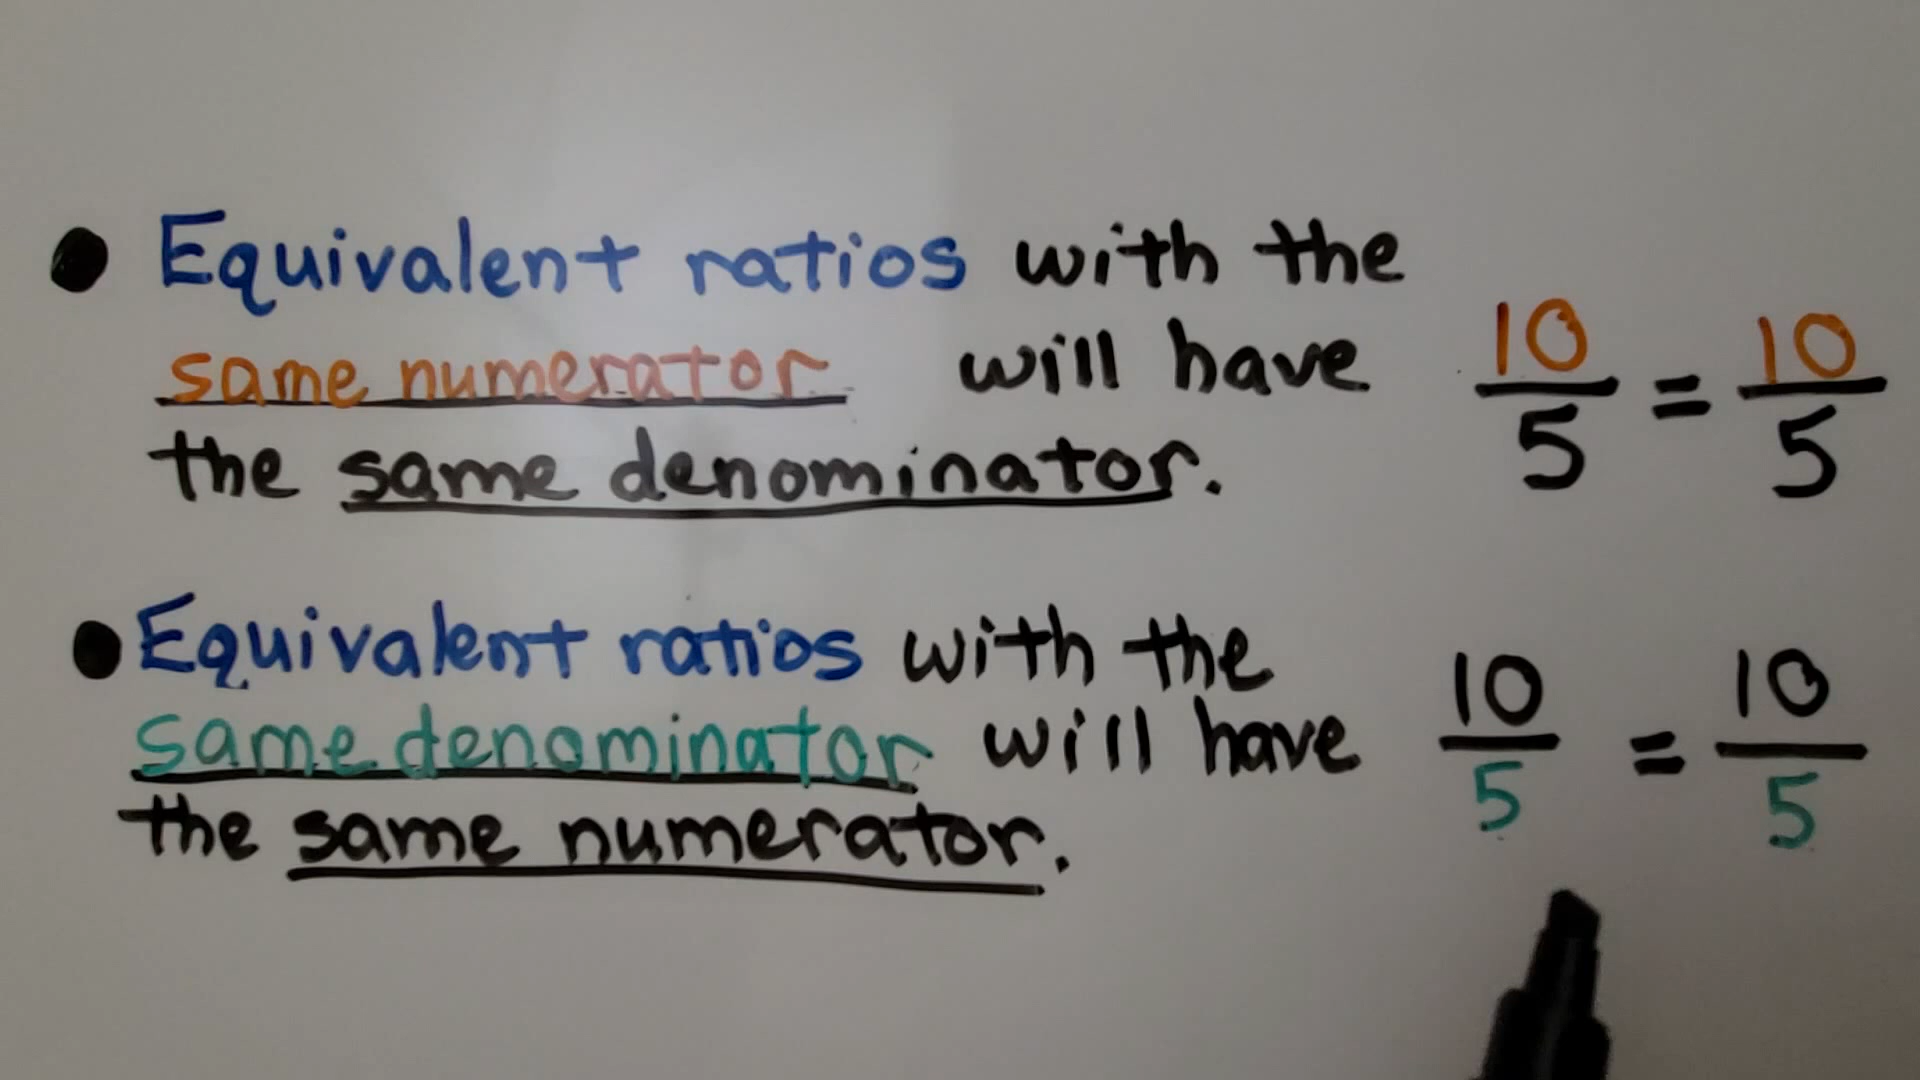 • Equivalent ratios with the
same numerator will have
the same denominator.
10/5 = 10/5
• Equivalent ratios with the
same denominator will have
the same numerator.
10/5 = 10/5